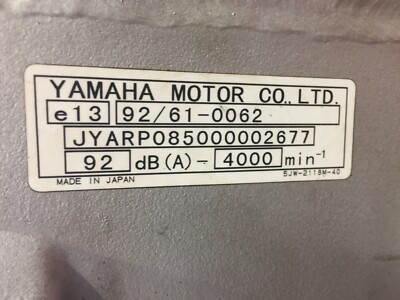 YAMAHA MOTOR CO., LTD.
e13 92/61-0062
JYARP085000002677
92 dB(A) - 4000 min⁻¹
MADE IN JAPAN 5JW-2118M-40